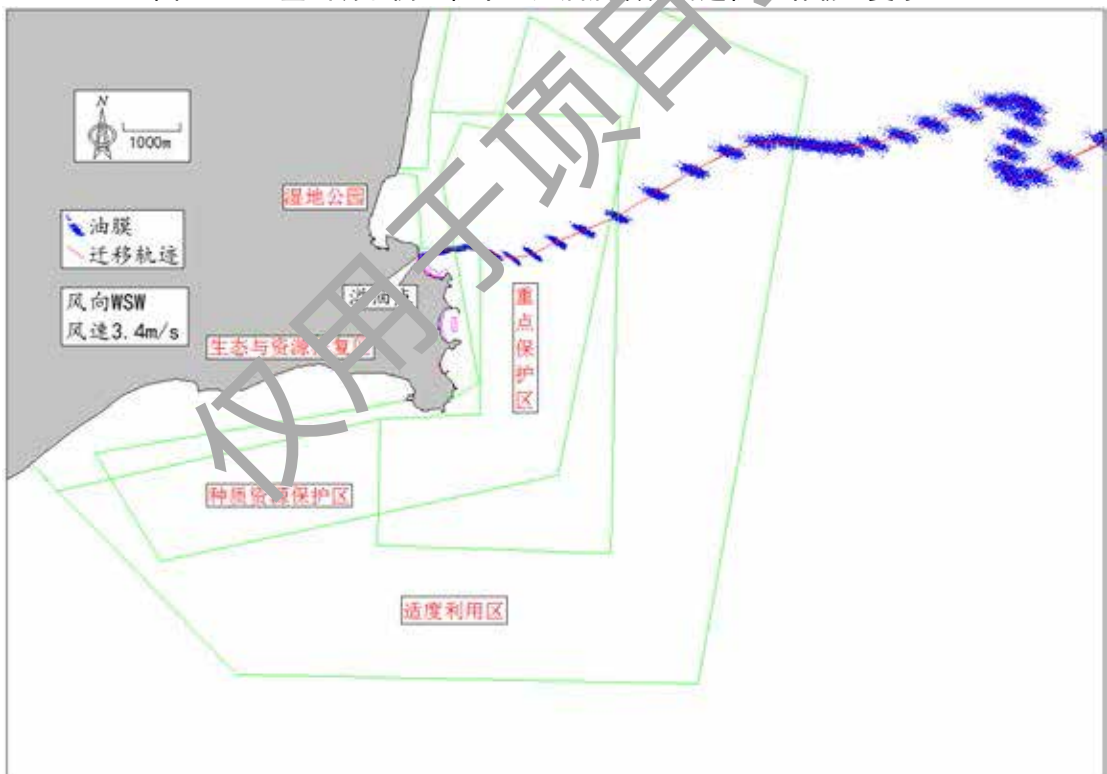 N
1000m
湿地公园
油膜
迁移轨迹
风向WSW
风速3.4m/s
重点保护区
种质资源保护区
适度利用区
仅用于项目